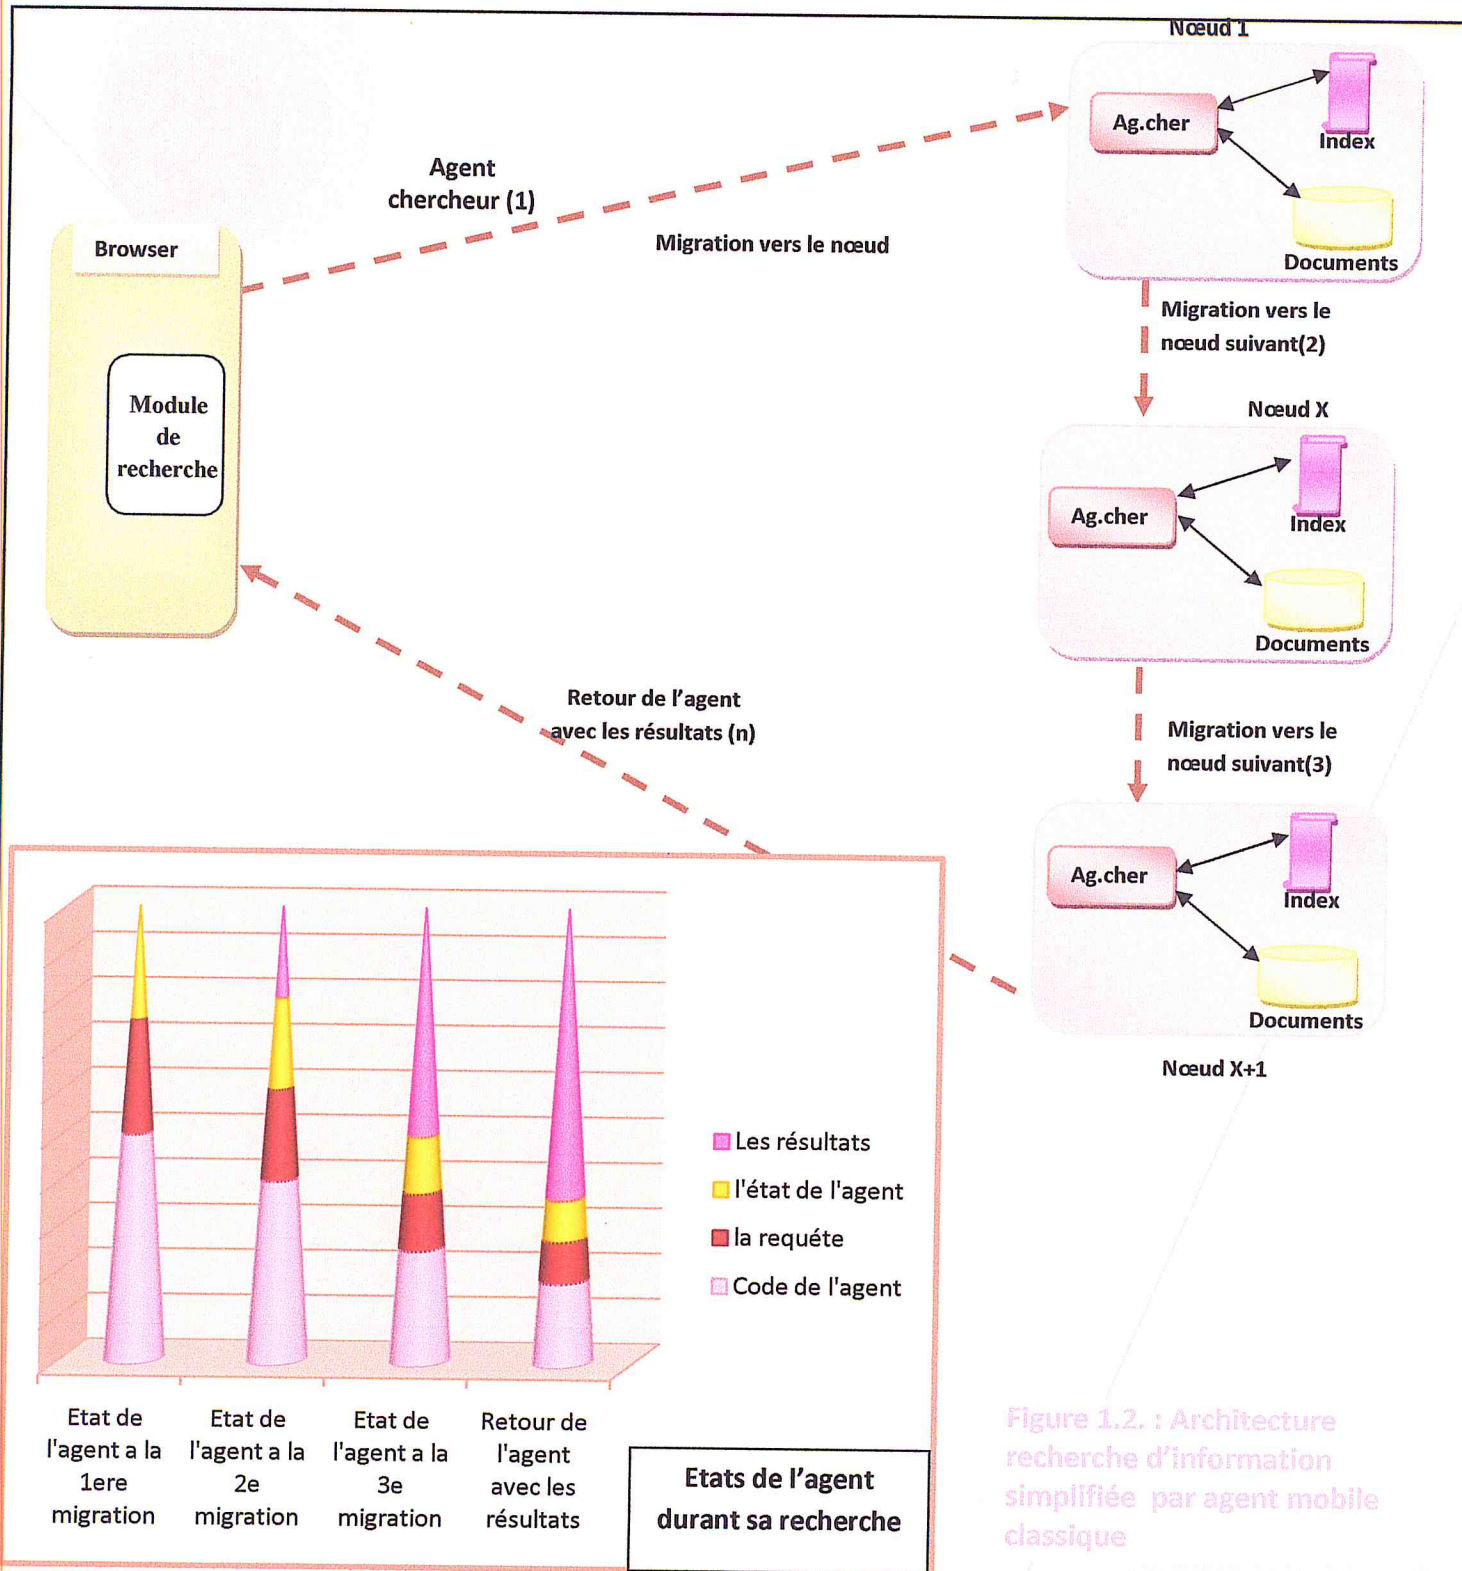 Nœud 1
Ag.cher
Index
Documents
Agent
chercheur (1)
Migration vers le nœud
Browser
Module
de
recherche
Migration vers le
nœud suivant(2)
Nœud X
Ag.cher
Index
Documents
Retour de l'agent
avec les résultats (n)
Migration vers le
nœud suivant(3)
Ag.cher
Index
Documents
Nœud X+1
Les résultats
l'état de l'agent
la requéte
Code de l'agent
Etat de
l'agent a la
1ere
migration
Etat de
l'agent a la
2e
migration
Etat de
l'agent a la
3e
migration
Retour de
l'agent
avec les
résultats
Etats de l'agent
durant sa recherche
Figure 1.2. : Architecture
recherche d'information
simplifiée par agent mobile
classique